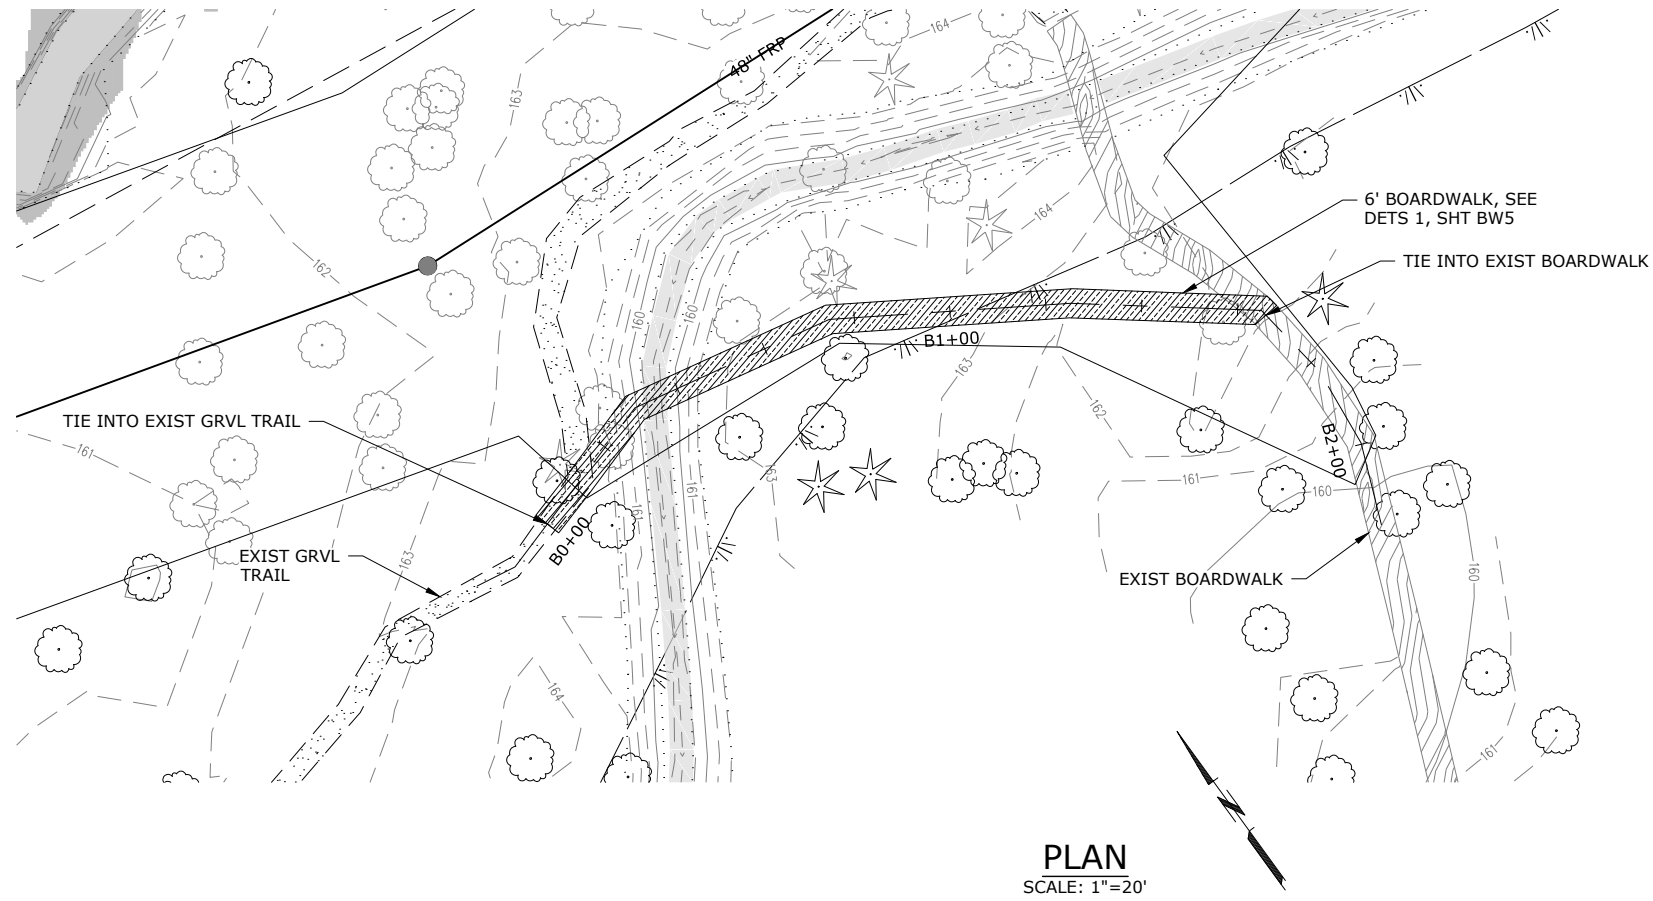 164
48" FRP
163
6' BOARDWALK, SEE
DETS 1, SHT BW5
164
TIE INTO EXIST BOARDWALK
162
160
160
B1+00
163
TIE INTO EXIST GRVL TRAIL
162
161
B2+00
163
161
161
160
B0+00
EXIST GRVL
TRAIL
163
EXIST BOARDWALK
160
164
161
PLAN
SCALE: 1"=20'